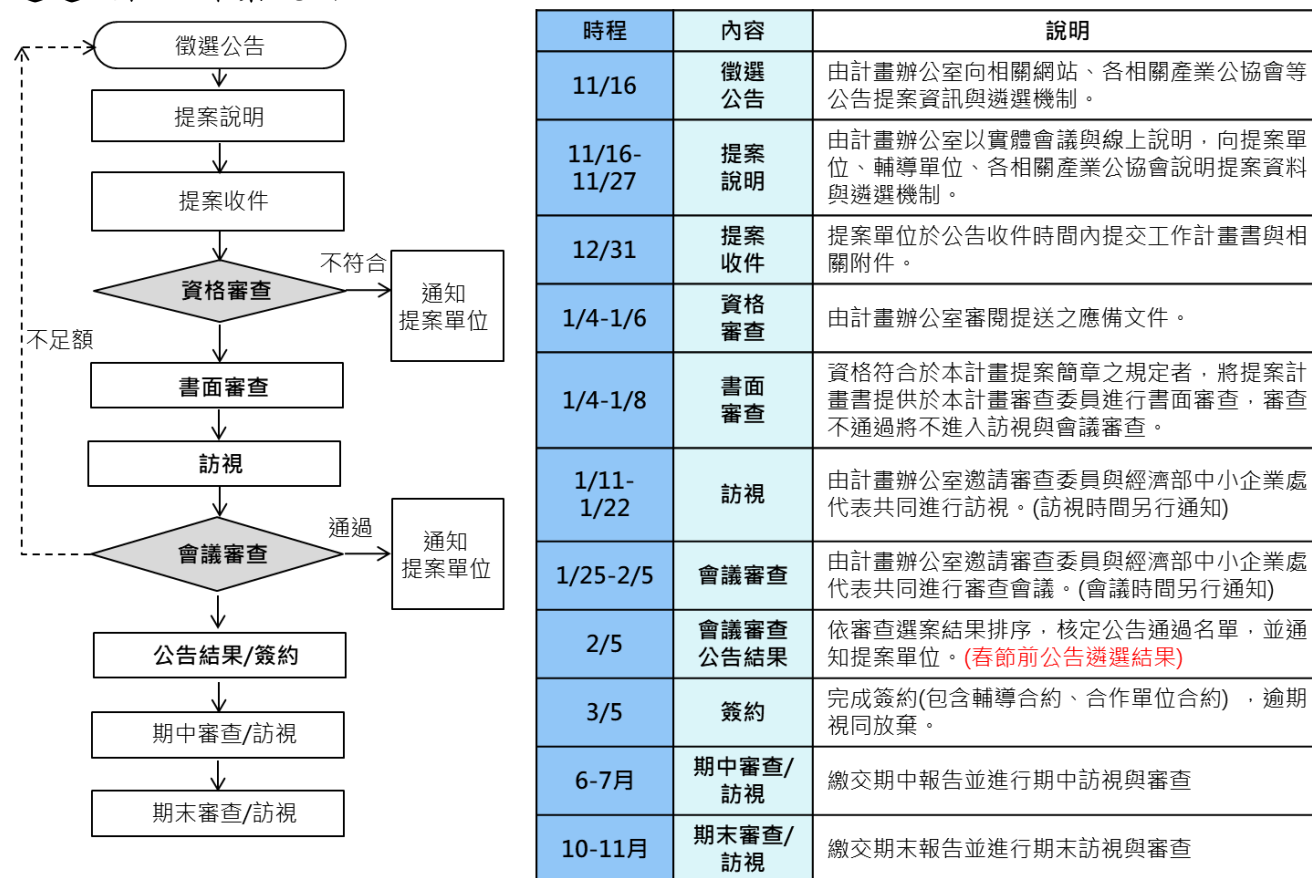 徵選公告
提案說明
提案收件
不符合
資格審查
通知
提案單位
不足額
書面審查
訪視
通過
會議審查
通知
提案單位
公告結果/簽約
期中審查/訪視
期末審查/訪視
時程
內容
說明
11/16
徵選
公告
由計畫辦公室向相關網站、各相關產業公協會等
公告提案資訊與遴選機制。
11/16-
11/27
提案
說明
由計畫辦公室以實體會議與線上說明，向提案單
位、輔導單位、各相關產業公協會說明提案資料
與遴選機制。
12/31
提案
收件
提案單位於公告收件時間內提交工作計畫書與相
關附件。
1/4-1/6
資格
審查
由計畫辦公室審閱提送之應備文件。
1/4-1/8
書面
審查
資格符合於本計畫提案簡章之規定者，將提案計
畫書提供於本計畫審查委員進行書面審查，審查
不通過將不進入訪視與會議審查。
1/11-
1/22
訪視
由計畫辦公室邀請審查委員與經濟部中小企業處
代表共同進行訪視。(訪視時間另行通知)
1/25-2/5
會議審查
由計畫辦公室邀請審查委員與經濟部中小企業處
代表共同進行審查會議。(會議時間另行通知)
2/5
會議審查
公告結果
依審查選案結果排序，核定公告通過名單，並通
知提案單位。(春節前公告遴選結果)
3/5
簽約
完成簽約(包含輔導合約、合作單位合約) ，逾期
視同放棄。
6-7月
期中審查/
訪視
繳交期中報告並進行期中訪視與審查
10-11月
期末審查/
訪視
繳交期末報告並進行期末訪視與審查